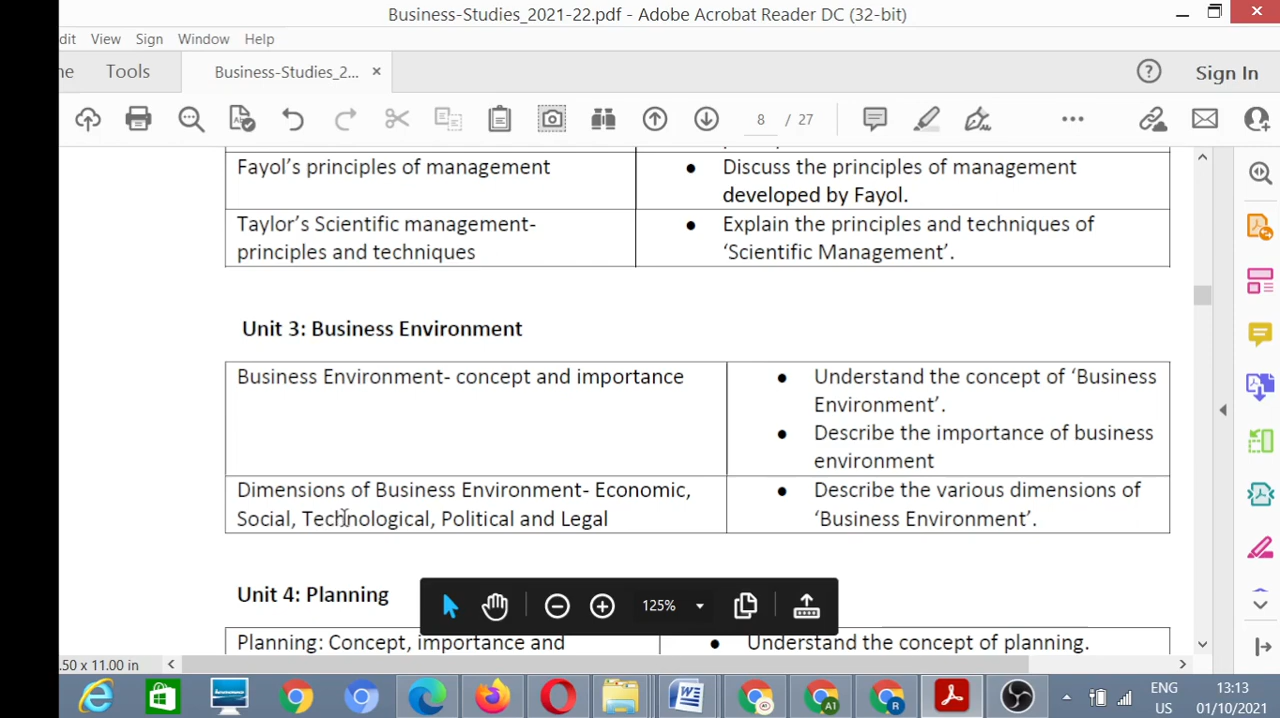 Business-Studies_2021-22.pdf - Adobe Acrobat Reader DC (32-bit)
dit View Sign Window Help
me Tools Business-Studies_2... × Sign In
8 / 27
Fayol’s principles of management
● Discuss the principles of management
developed by Fayol.
Taylor’s Scientific management-
principles and techniques
● Explain the principles and techniques of
‘Scientific Management’.
Unit 3: Business Environment
Business Environment- concept and importance
● Understand the concept of ‘Business
Environment’.
● Describe the importance of business
environment
Dimensions of Business Environment- Economic,
Social, Technological, Political and Legal
● Describe the various dimensions of
‘Business Environment’.
Unit 4: Planning
125%
Planning: Concept, importance and
● Understand the concept of planning.
.50 x 11.00 in
ENG 13:13
US 01/10/2021